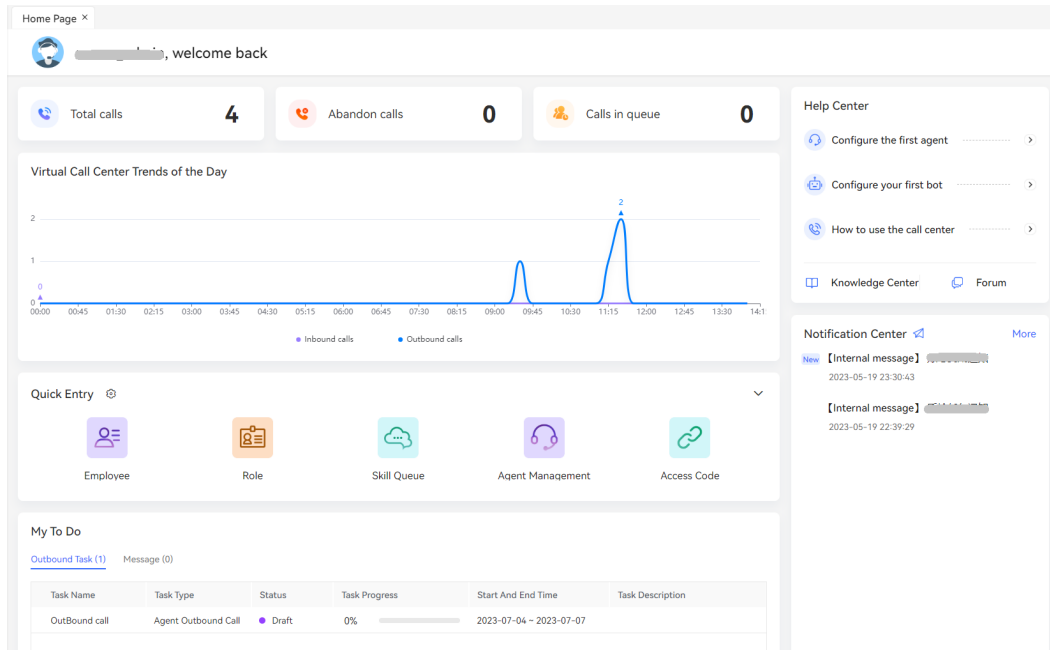 Home Page ×
, welcome back
Total calls 4
Abandon calls 0
Calls in queue 0
Virtual Call Center Trends of the Day
2
2
1
0
0
00:00 00:45 01:30 02:15 03:00 03:45 04:30 05:15 06:00 06:45 07:30 08:15 09:00 09:45 10:30 11:15 12:00 12:45 13:30 14:1
Inbound calls Outbound calls
Quick Entry
Employee Role Skill Queue Agent Management Access Code
My To Do
Outbound Task (1) Message (0)
Task Name Task Type Status Task Progress Start And End Time Task Description
OutBound call Agent Outbound Call Draft 0% 2023-07-04 – 2023-07-07
Help Center
Configure the first agent
Configure your first bot
How to use the call center
Knowledge Center Forum
Notification Center More
New 【Internal message】
2023-05-19 23:30:43
【Internal message】
2023-05-19 22:39:29